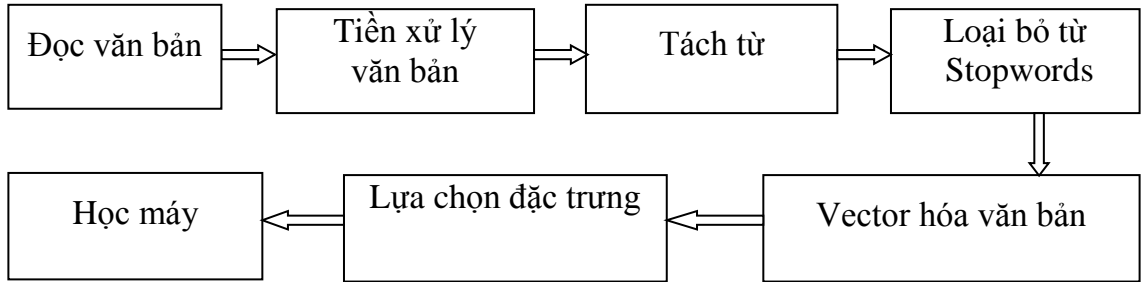 Đọc văn bản
Tiền xử lý
văn bản
Tách từ
Loại bỏ từ
Stopwords
Vector hóa văn bản
Lựa chọn đặc trưng
Học máy